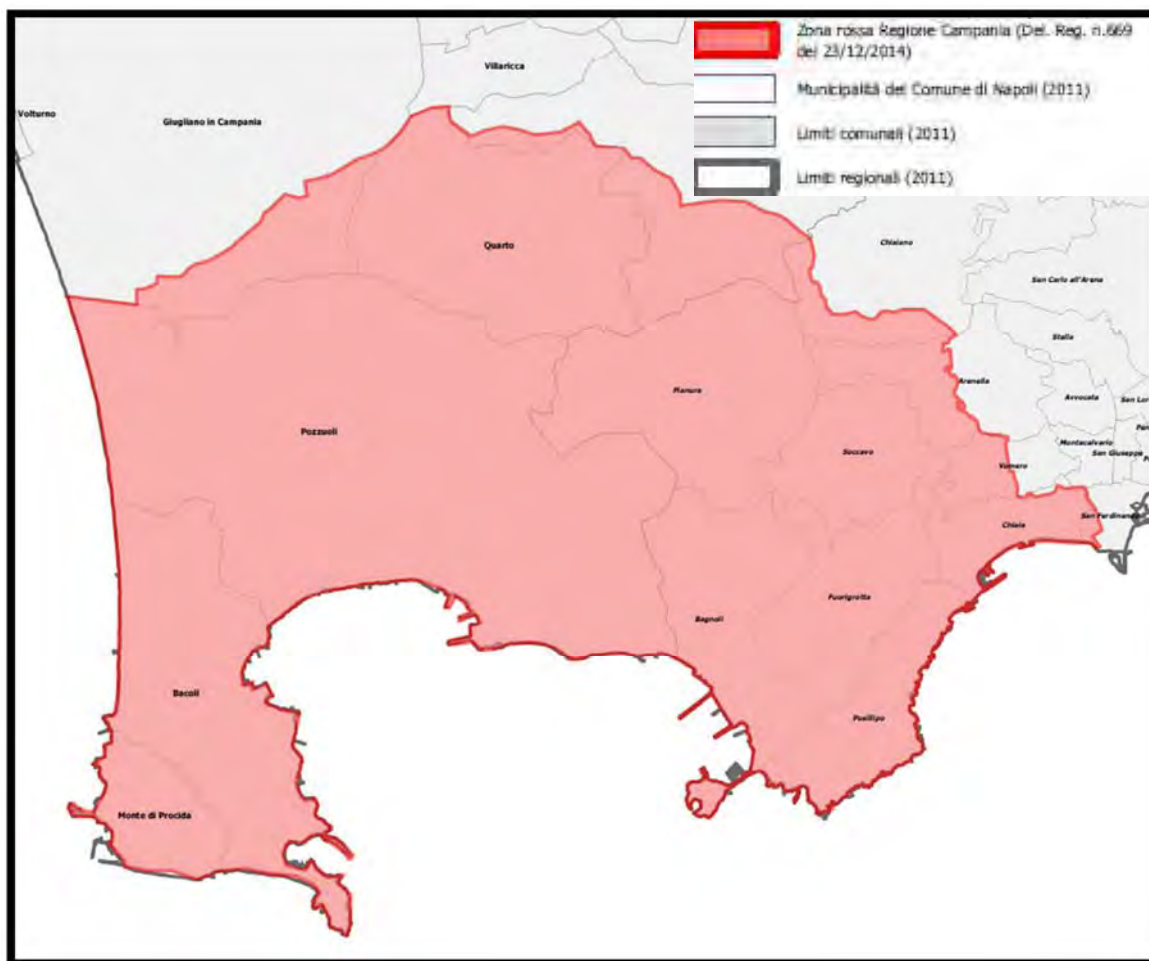 Zona rossa Regione Campania (Del. Reg. n.669
del 23/12/2014)
Municipalità del Comune di Napoli (2011)
Limiti comunali (2011)
Limiti regionali (2011)
Villaricca
Volturno
Giugliano in Campania
Quarto
Chiaiano
San Carlo all'Arena
Stella
Pianura
Arenella
Avvocata
San Lor
Pozzuoli
Montecalvario
Soccavo
San Giuseppe
Vomero
San Ferdinando
Chiaia
Fuorigrotta
Bagnoli
Bacoli
Posillipo
Monte di Procida